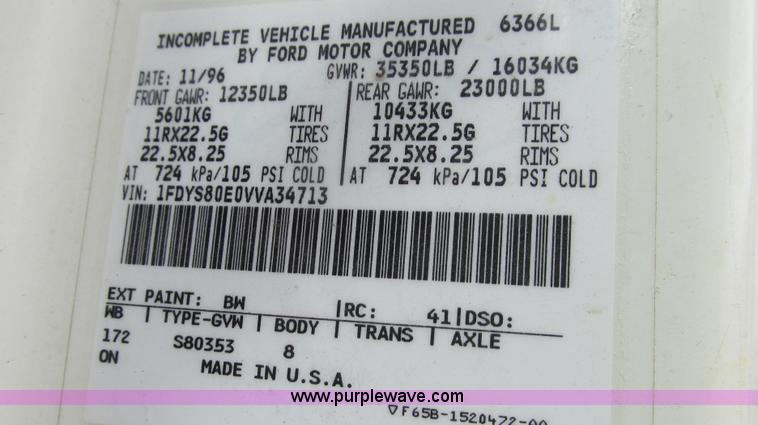 INCOMPLETE VEHICLE MANUFACTURED 6366L
BY FORD MOTOR COMPANY
DATE: 11/96 GVWR: 35350LB / 16034KG
FRONT GAWR: 12350LB REAR GAWR: 23000LB
5601KG WITH 10433KG WITH
11RX22.5G TIRES 11RX22.5G TIRES
22.5X8.25 RIMS 22.5X8.25 RIMS
AT 724 kPa/105 PSI COLD AT 724 kPa/105 PSI COLD
VIN: 1FDYS80E0VVA34713
EXT PAINT: BW RC: 41 DSO:
WB TYPE-GVW BODY TRANS AXLE
172 S80353 8
ON MADE IN U.S.A.
www.purplewave.com
F65B-1520472-AA